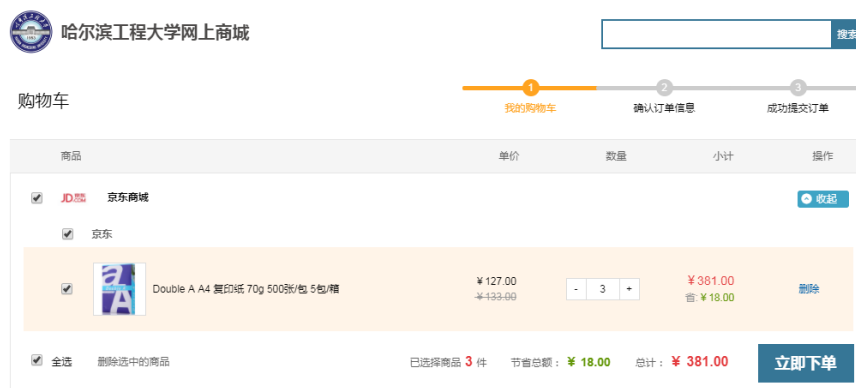 哈尔滨工程大学网上商城
搜索
购物车
1 2 3
我的购物车 确认订单信息 成功提交订单
商品 单价 数量 小计 操作
JD 京东商城 收起
京东
Double A A4 复印纸 70g 500张/包 5包/箱 ¥127.00 - 3 + ¥381.00 删除
¥133.00 省:¥18.00
全选 删除选中的商品 已选择商品 3 件 节省总额: ¥ 18.00 总计: ¥ 381.00 立即下单